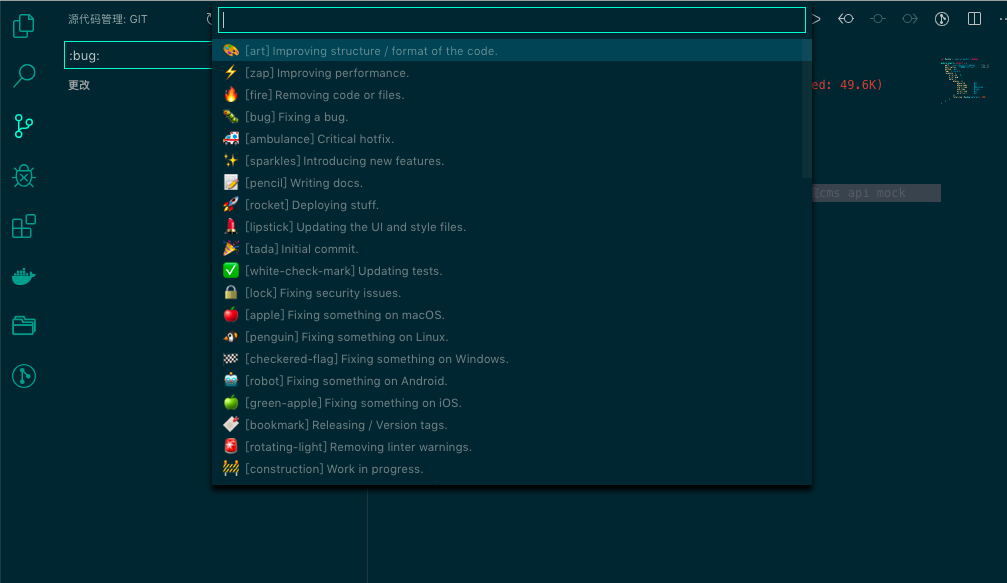 源代码管理: GIT
:bug:
更改
[art] Improving structure / format of the code.
[zap] Improving performance.
[fire] Removing code or files.
[bug] Fixing a bug.
[ambulance] Critical hotfix.
[sparkles] Introducing new features.
[pencil] Writing docs.
[rocket] Deploying stuff.
[lipstick] Updating the UI and style files.
[tada] Initial commit.
[white-check-mark] Updating tests.
[lock] Fixing security issues.
[apple] Fixing something on macOS.
[penguin] Fixing something on Linux.
[checkered-flag] Fixing something on Windows.
[robot] Fixing something on Android.
[green-apple] Fixing something on iOS.
[bookmark] Releasing / Version tags.
[rotating-light] Removing linter warnings.
[construction] Work in progress.
ed: 49.6K)
cms api mock